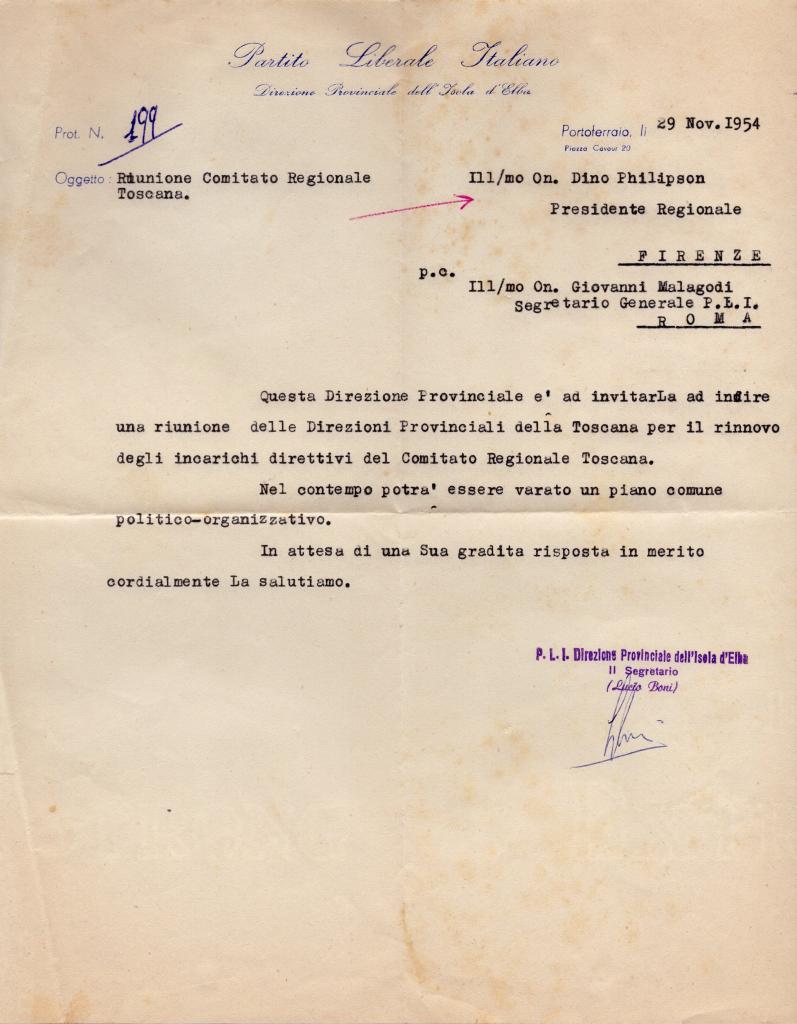 Partito Liberale Italiano
Direzione Provinciale dell'Isola d'Elba
Prot. N. 199
Portoferraio, li 29 Nov. 1954
Piazza Cavour 20
Oggetto: Riunione Comitato Regionale
Toscana.
Ill/mo On. Dino Philipson
Presidente Regionale
FIRENZE
p.c.
Ill/mo On. Giovanni Malagodi
Segretario Generale P.L.I.
ROMA
Questa Direzione Provinciale e' ad invitarLa ad indire
una riunione delle Direzioni Provinciali della Toscana per il rinnovo
degli incarichi direttivi del Comitato Regionale Toscana.
Nel contempo potra' essere varato un piano comune
politico-organizzativo.
In attesa di una Sua gradita risposta in merito
cordialmente La salutiamo.
P. L. I. Direzione Provinciale dell'Isola d'Elba
Il Segretario
(Lucio Boni)